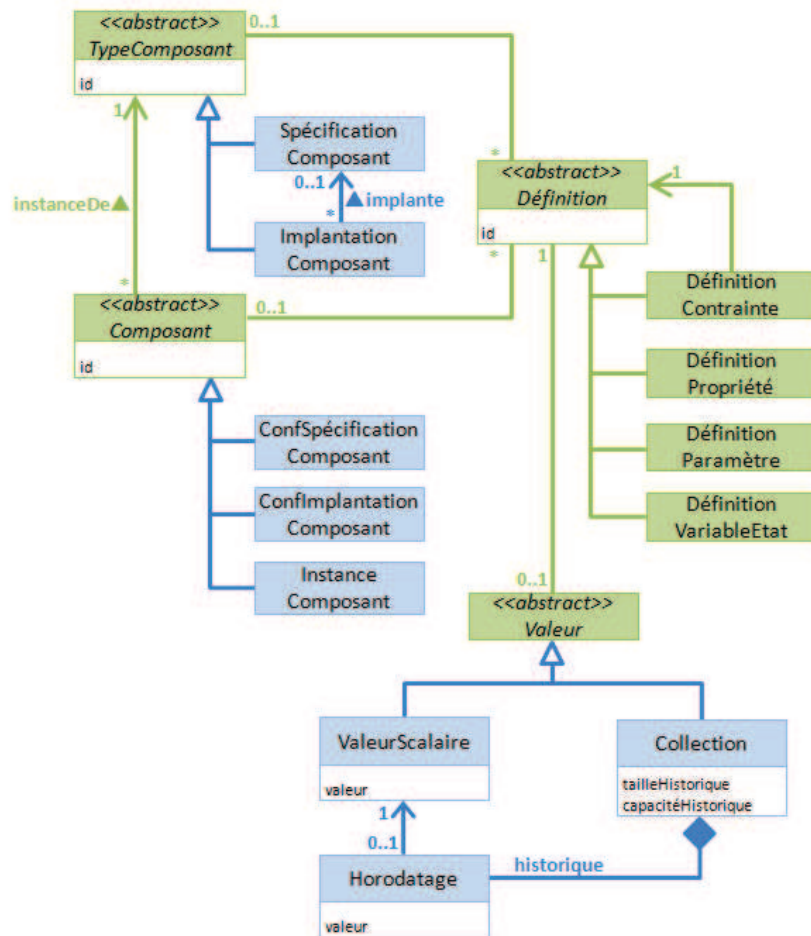 <<abstract>>
TypeComposant
id
0..1
1
Spécification
Composant
0..1
implante
*
Implantation
Composant
instanceDe
*
*
<<abstract>>
Définition
id
1
*
1
<<abstract>>
Composant
id
0..1
Définition
Contrainte
Définition
Propriété
Définition
Paramètre
Définition
VariableEtat
ConfSpécification
Composant
ConfImplantation
Composant
Instance
Composant
0..1
<<abstract>>
Valeur
ValeurScalaire
valeur
Collection
tailleHistorique
capacitéHistorique
1
0..1
historique
Horodatage
valeur